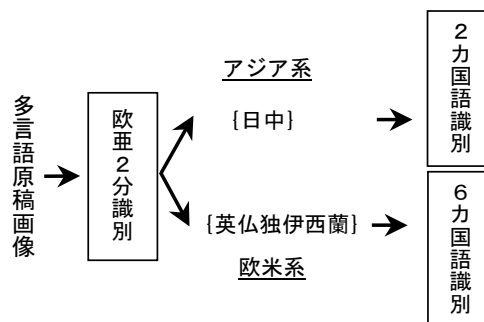 多言語原稿画像
欧亜2分識別
アジア系
{日中}
2カ国語識別
{英仏独伊西蘭}
欧米系
6カ国語識別